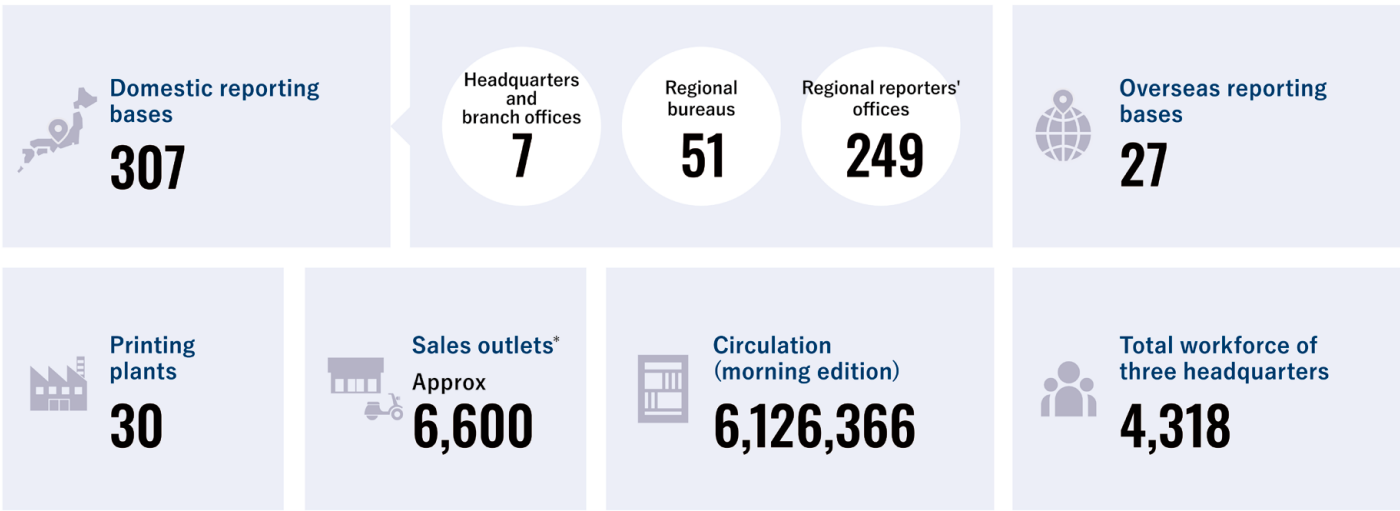 Domestic reporting
bases
307
Headquarters
and
branch offices
7
Regional
bureaus
51
Regional reporters'
offices
249
Overseas reporting
bases
27
Printing
plants
30
Sales outlets*
Approx
6,600
Circulation
(morning edition)
6,126,366
Total workforce of
three headquarters
4,318